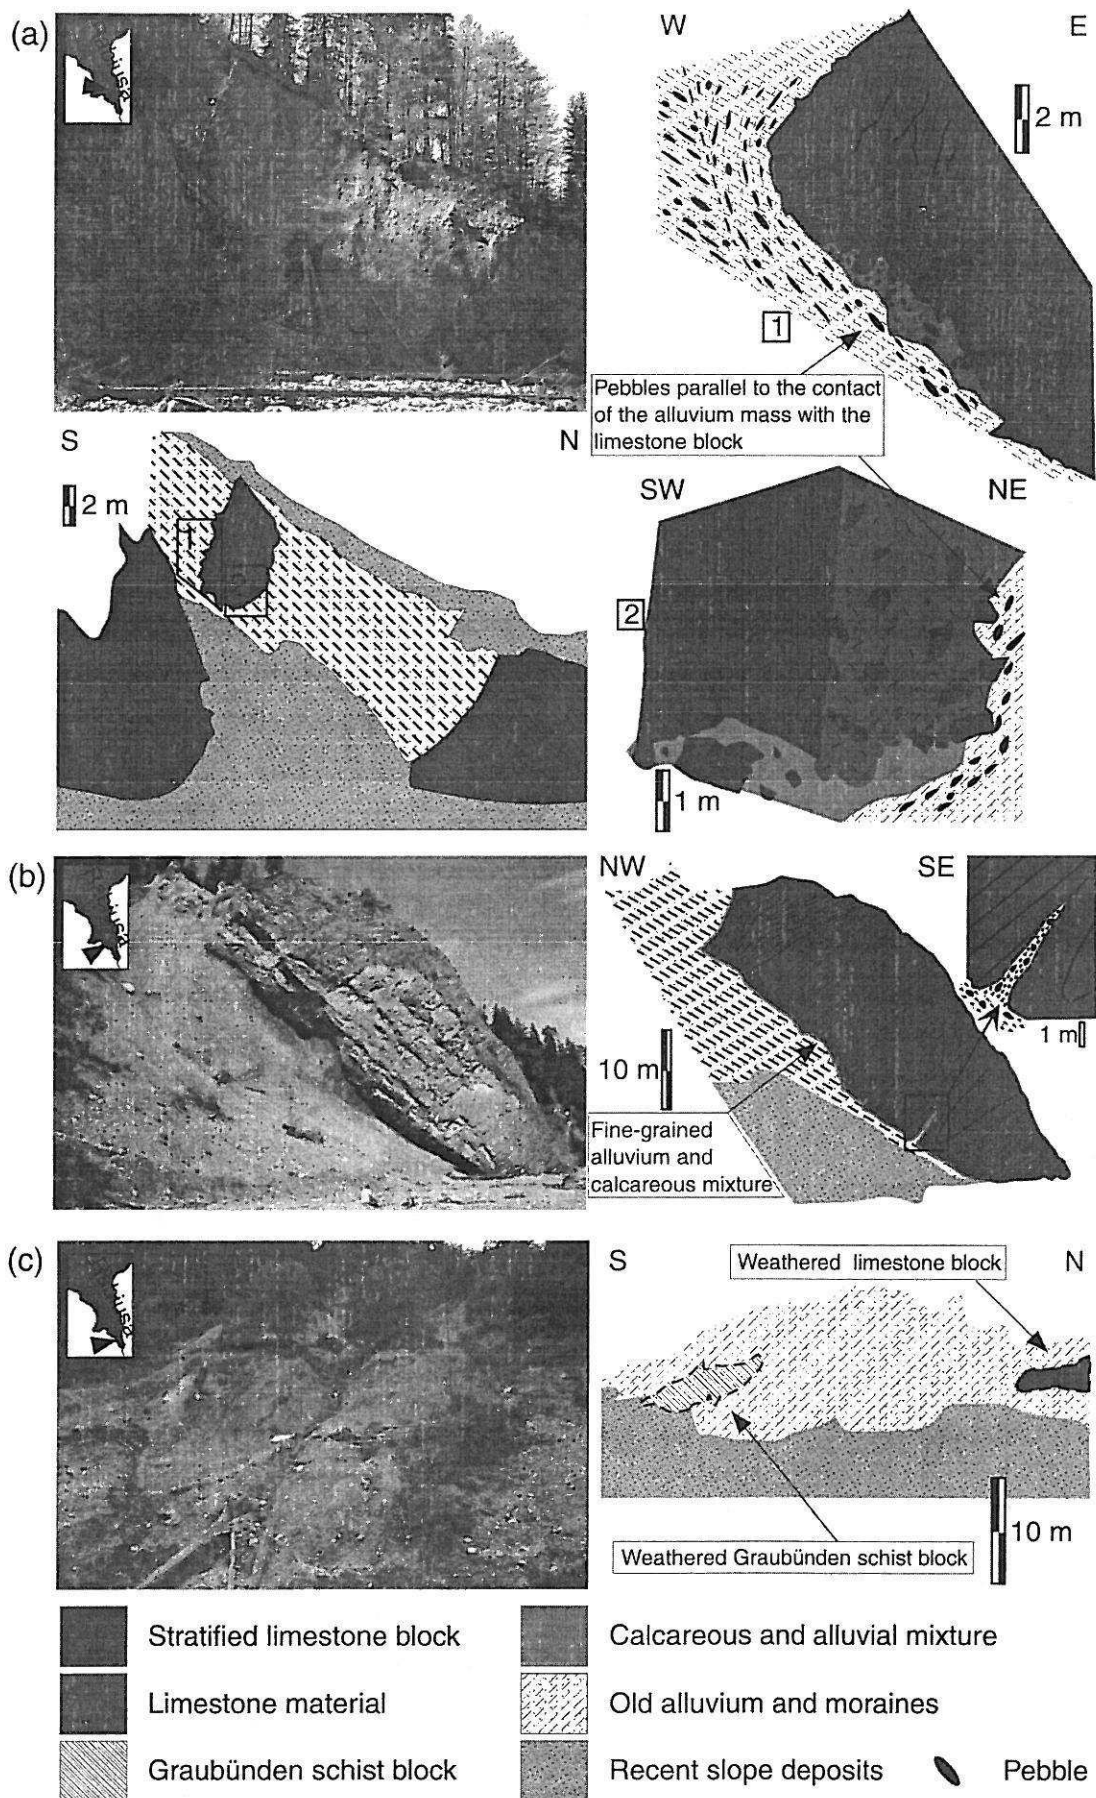 (a)
W
E
2 m
1
Pebbles parallel to the contact
of the alluvium mass with the
limestone block
S
N
2 m
1
2
SW
NE
2
1 m
(b)
NW
SE
1 m
10 m
Fine-grained
alluvium and
calcareous mixture
(c)
S
N
Weathered limestone block
Weathered Graubünden schist block
10 m
Stratified limestone block
Calcareous and alluvial mixture
Limestone material
Old alluvium and moraines
Graubünden schist block
Recent slope deposits
Pebble